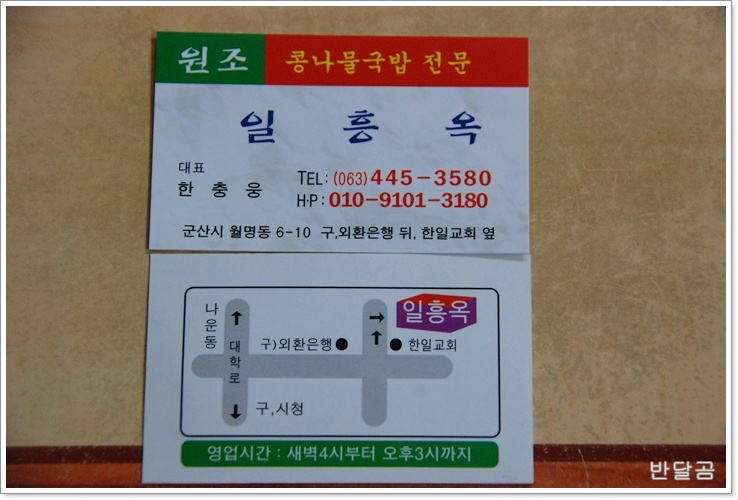 원조 콩나물국밥 전문
일 흥 옥
대표
한 충 웅
TEL: (063) 445-3580
H·P: 010-9101-3180
군산시 월명동 6-10 구,외환은행 뒤, 한일교회 옆
나운동
↑
대학로
↓
구,시청
구)외환은행 ●
→
↑
일흥옥
● 한일교회
영업시간 : 새벽4시부터 오후3시까지
반달곰